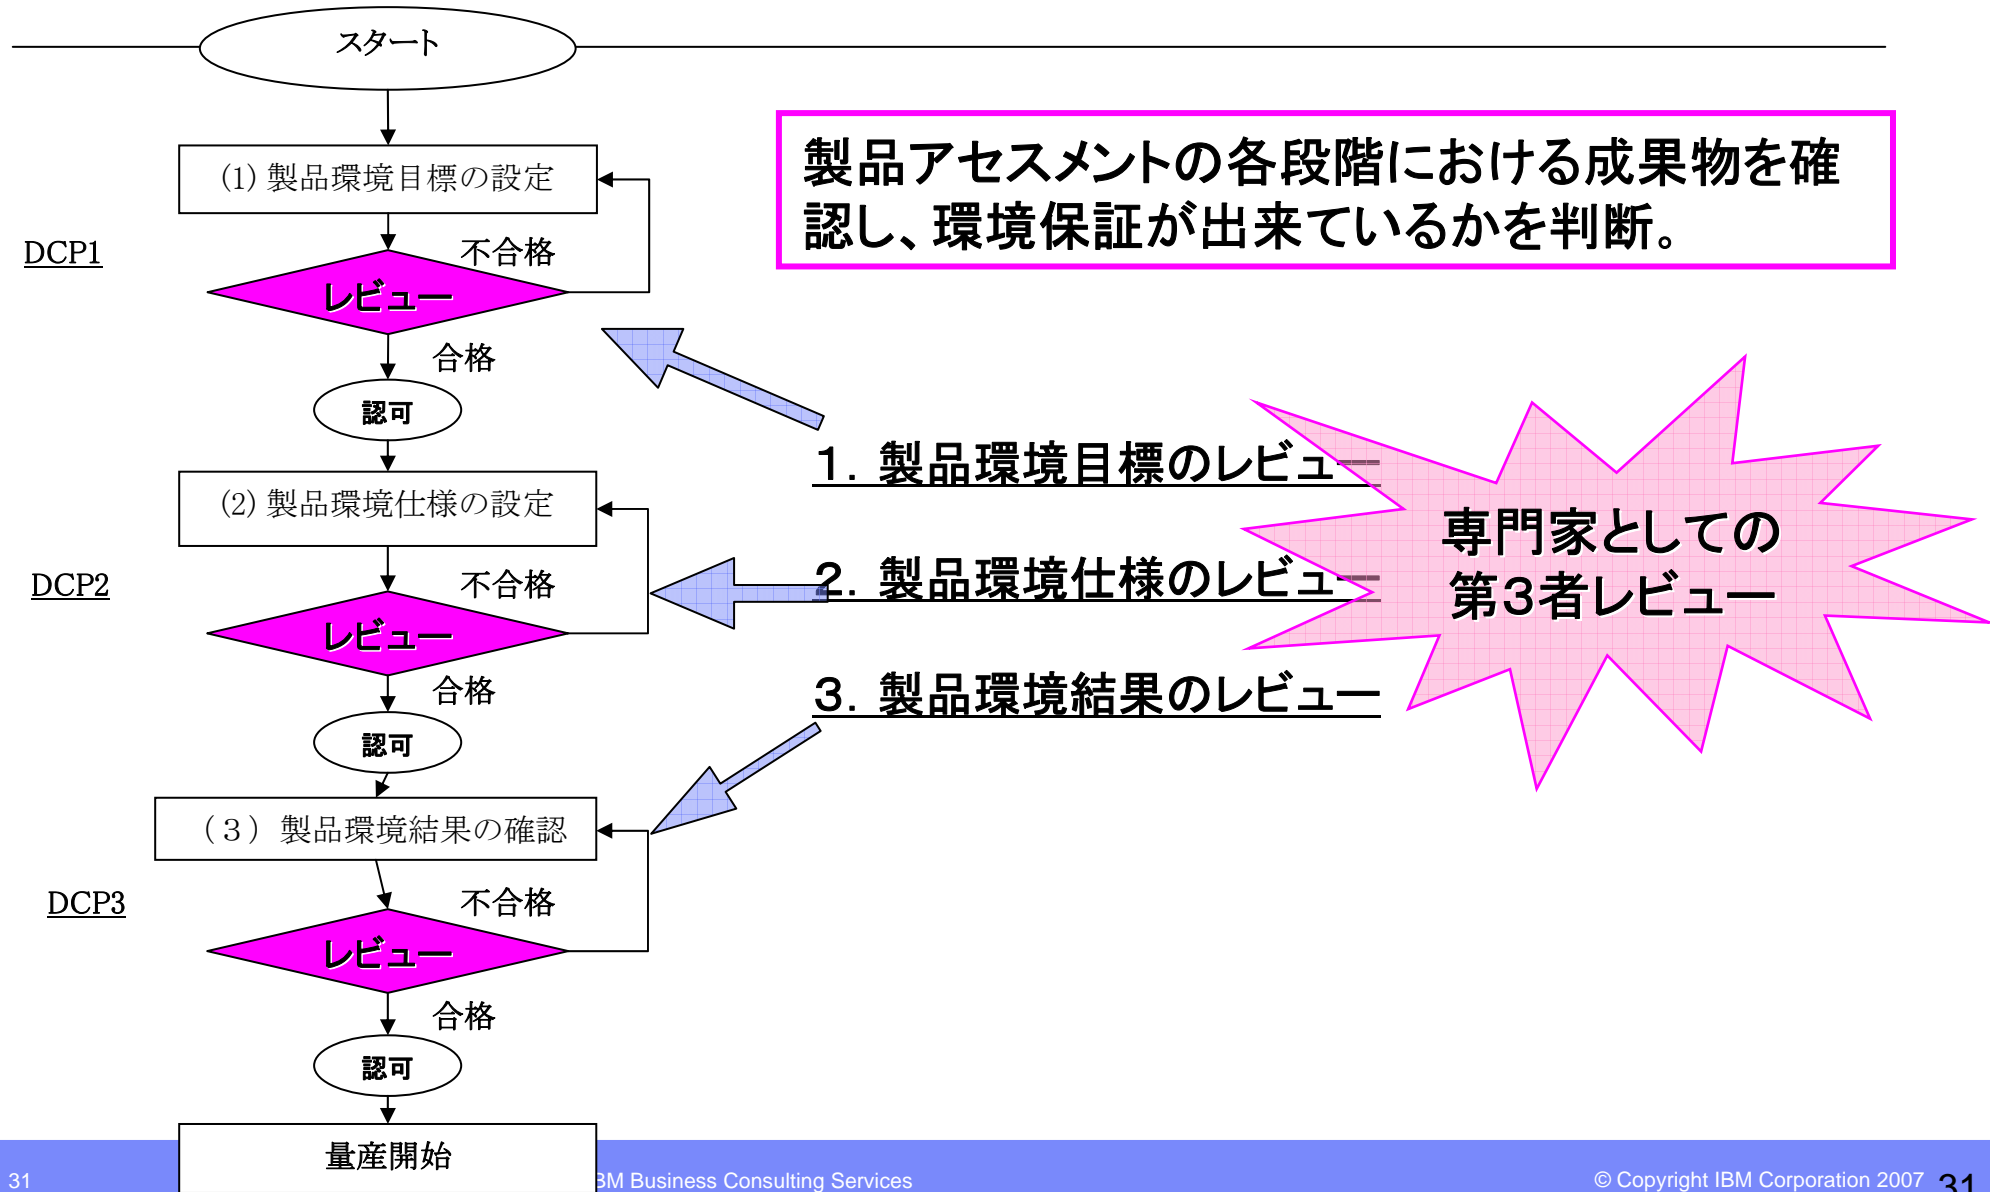 スタート
(1) 製品環境目標の設定
製品アセスメントの各段階における成果物を確
認し、環境保証が出来ているかを判断。
DCP1
不合格
レビュー
合格
認可
1. 製品環境目標のレビュー
(2) 製品環境仕様の設定
専門家としての
第3者レビュー
DCP2
不合格
2. 製品環境仕様のレビュー
レビュー
合格
3. 製品環境結果のレビュー
認可
（３）製品環境結果の確認
DCP3
不合格
レビュー
合格
認可
量産開始
31
BM Business Consulting Services
© Copyright IBM Corporation 2007
31